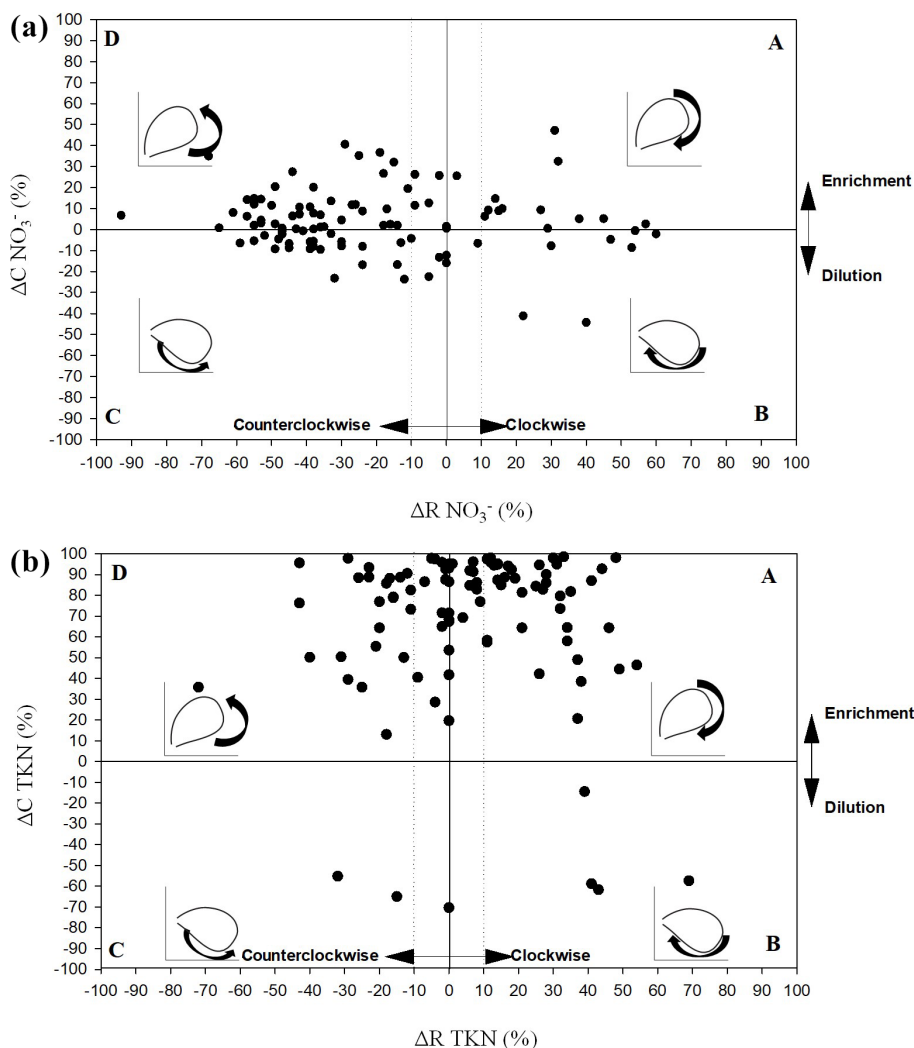 (a)
100
90
80
70
60
50
40
30
20
10
0
-10
-20
-30
-40
-50
-60
-70
-80
-90
-100
ΔC NO₃⁻ (%)
D
A
Enrichment
Dilution
C
Counterclockwise
Clockwise
B
-100 -90 -80 -70 -60 -50 -40 -30 -20 -10 0 10 20 30 40 50 60 70 80 90 100
ΔR NO₃⁻ (%)
(b)
100
90
80
70
60
50
40
30
20
10
0
-10
-20
-30
-40
-50
-60
-70
-80
-90
-100
ΔC TKN (%)
D
A
Enrichment
Dilution
C
Counterclockwise
Clockwise
B
-100 -90 -80 -70 -60 -50 -40 -30 -20 -10 0 10 20 30 40 50 60 70 80 90 100
ΔR TKN (%)